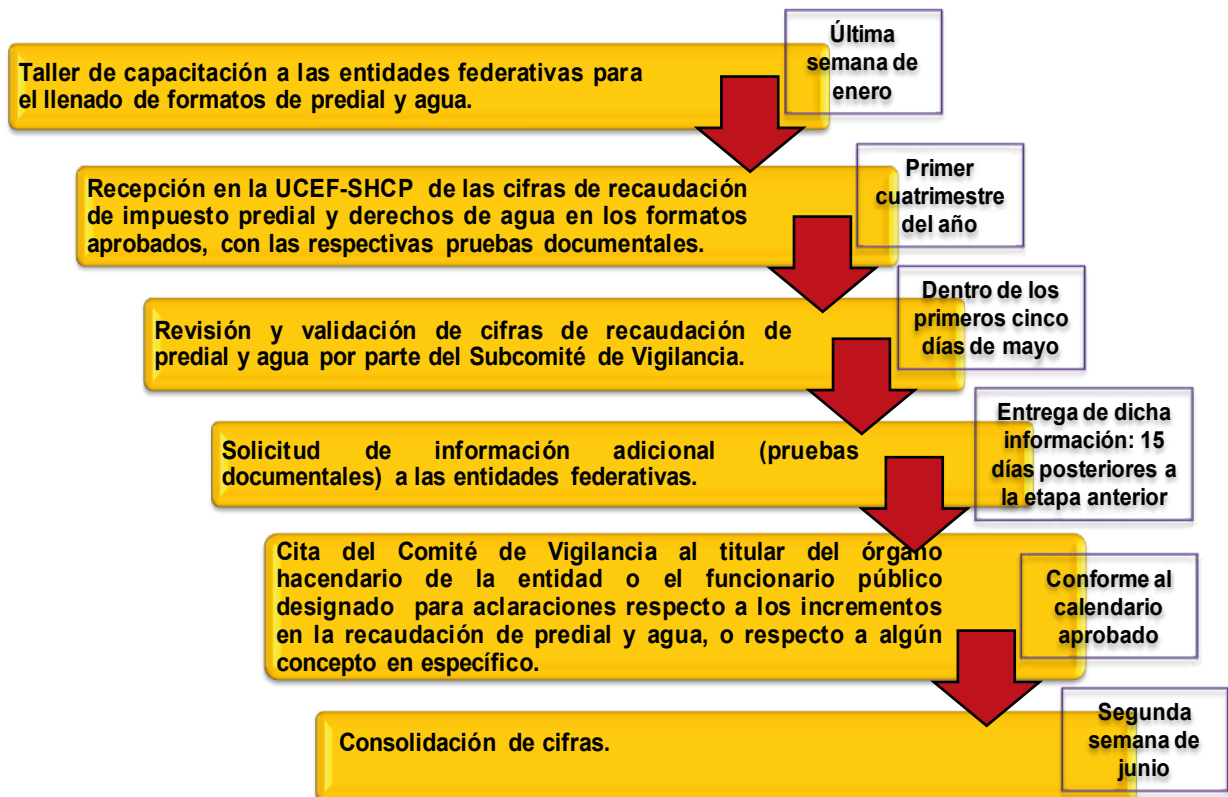 Taller de capacitación a las entidades federativas para
el llenado de formatos de predial y agua.
Última
semana de
enero
Recepción en la UCEF-SHCP de las cifras de recaudación
de impuesto predial y derechos de agua en los formatos
aprobados, con las respectivas pruebas documentales.
Primer
cuatrimestre
del año
Revisión y validación de cifras de recaudación de
predial y agua por parte del Subcomité de Vigilancia.
Dentro de los
primeros cinco
días de mayo
Solicitud de información adicional (pruebas
documentales) a las entidades federativas.
Entrega de dicha
información: 15
días posteriores a
la etapa anterior
Cita del Comité de Vigilancia al titular del órgano
hacendario de la entidad o el funcionario público
designado para aclaraciones respecto a los incrementos
en la recaudación de predial y agua, o respecto a algún
concepto en específico.
Conforme al
calendario
aprobado
Consolidación de cifras.
Segunda
semana de
junio